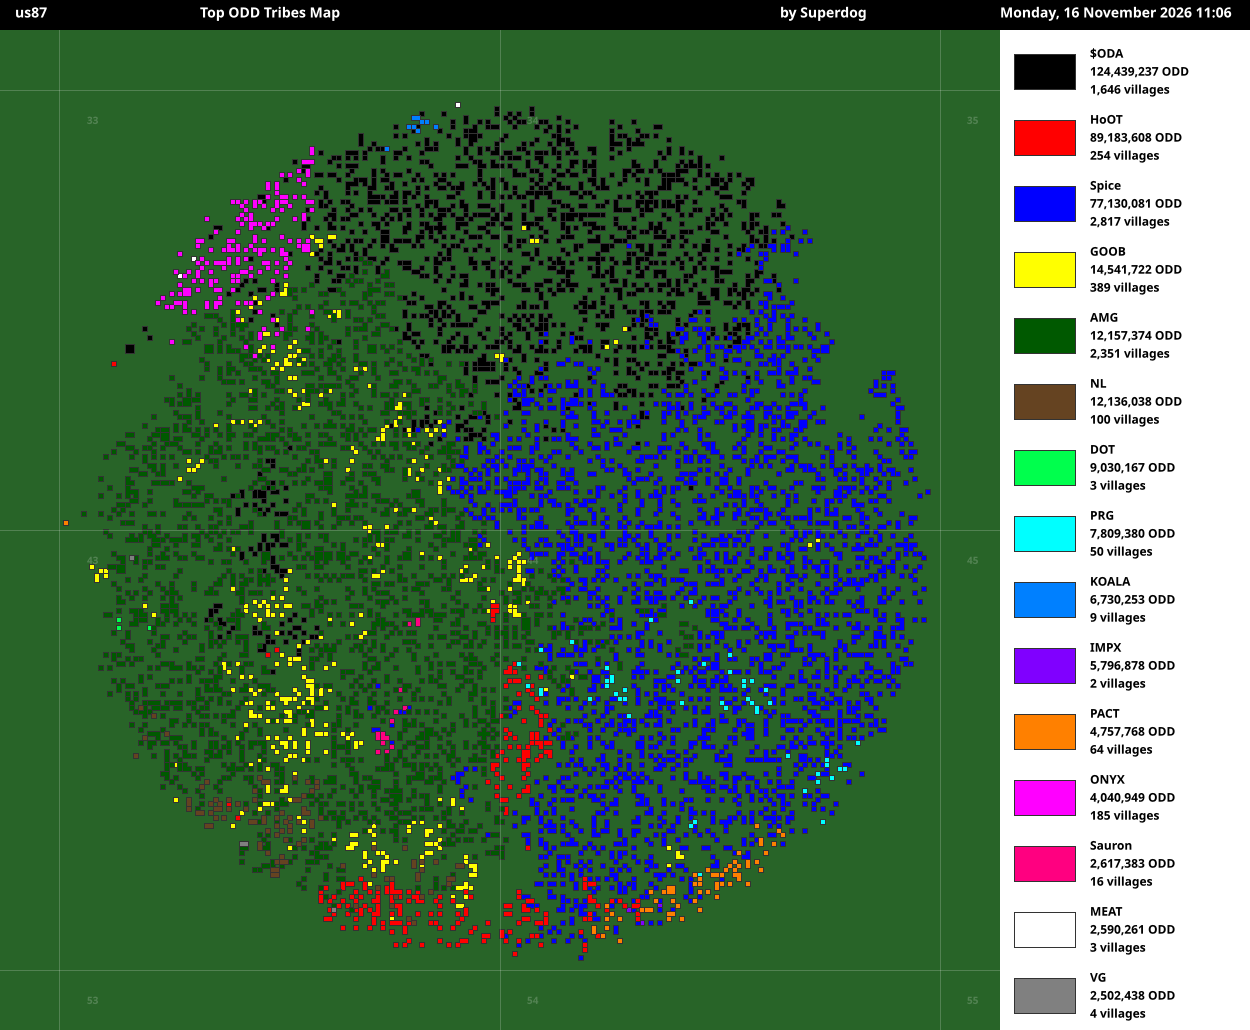 us87 Top ODD Tribes Map by Superdog Monday, 16 November 2026 11:06
33 34 35
43 44 45
53 54 55
$ODA
124,439,237 ODD
1,646 villages
HoOT
89,183,608 ODD
254 villages
Spice
77,130,081 ODD
2,817 villages
GOOB
14,541,722 ODD
389 villages
AMG
12,157,374 ODD
2,351 villages
NL
12,136,038 ODD
100 villages
DOT
9,030,167 ODD
3 villages
PRG
7,809,380 ODD
50 villages
KOALA
6,730,253 ODD
9 villages
IMPX
5,796,878 ODD
2 villages
PACT
4,757,768 ODD
64 villages
ONYX
4,040,949 ODD
185 villages
Sauron
2,617,383 ODD
16 villages
MEAT
2,590,261 ODD
3 villages
VG
2,502,438 ODD
4 villages